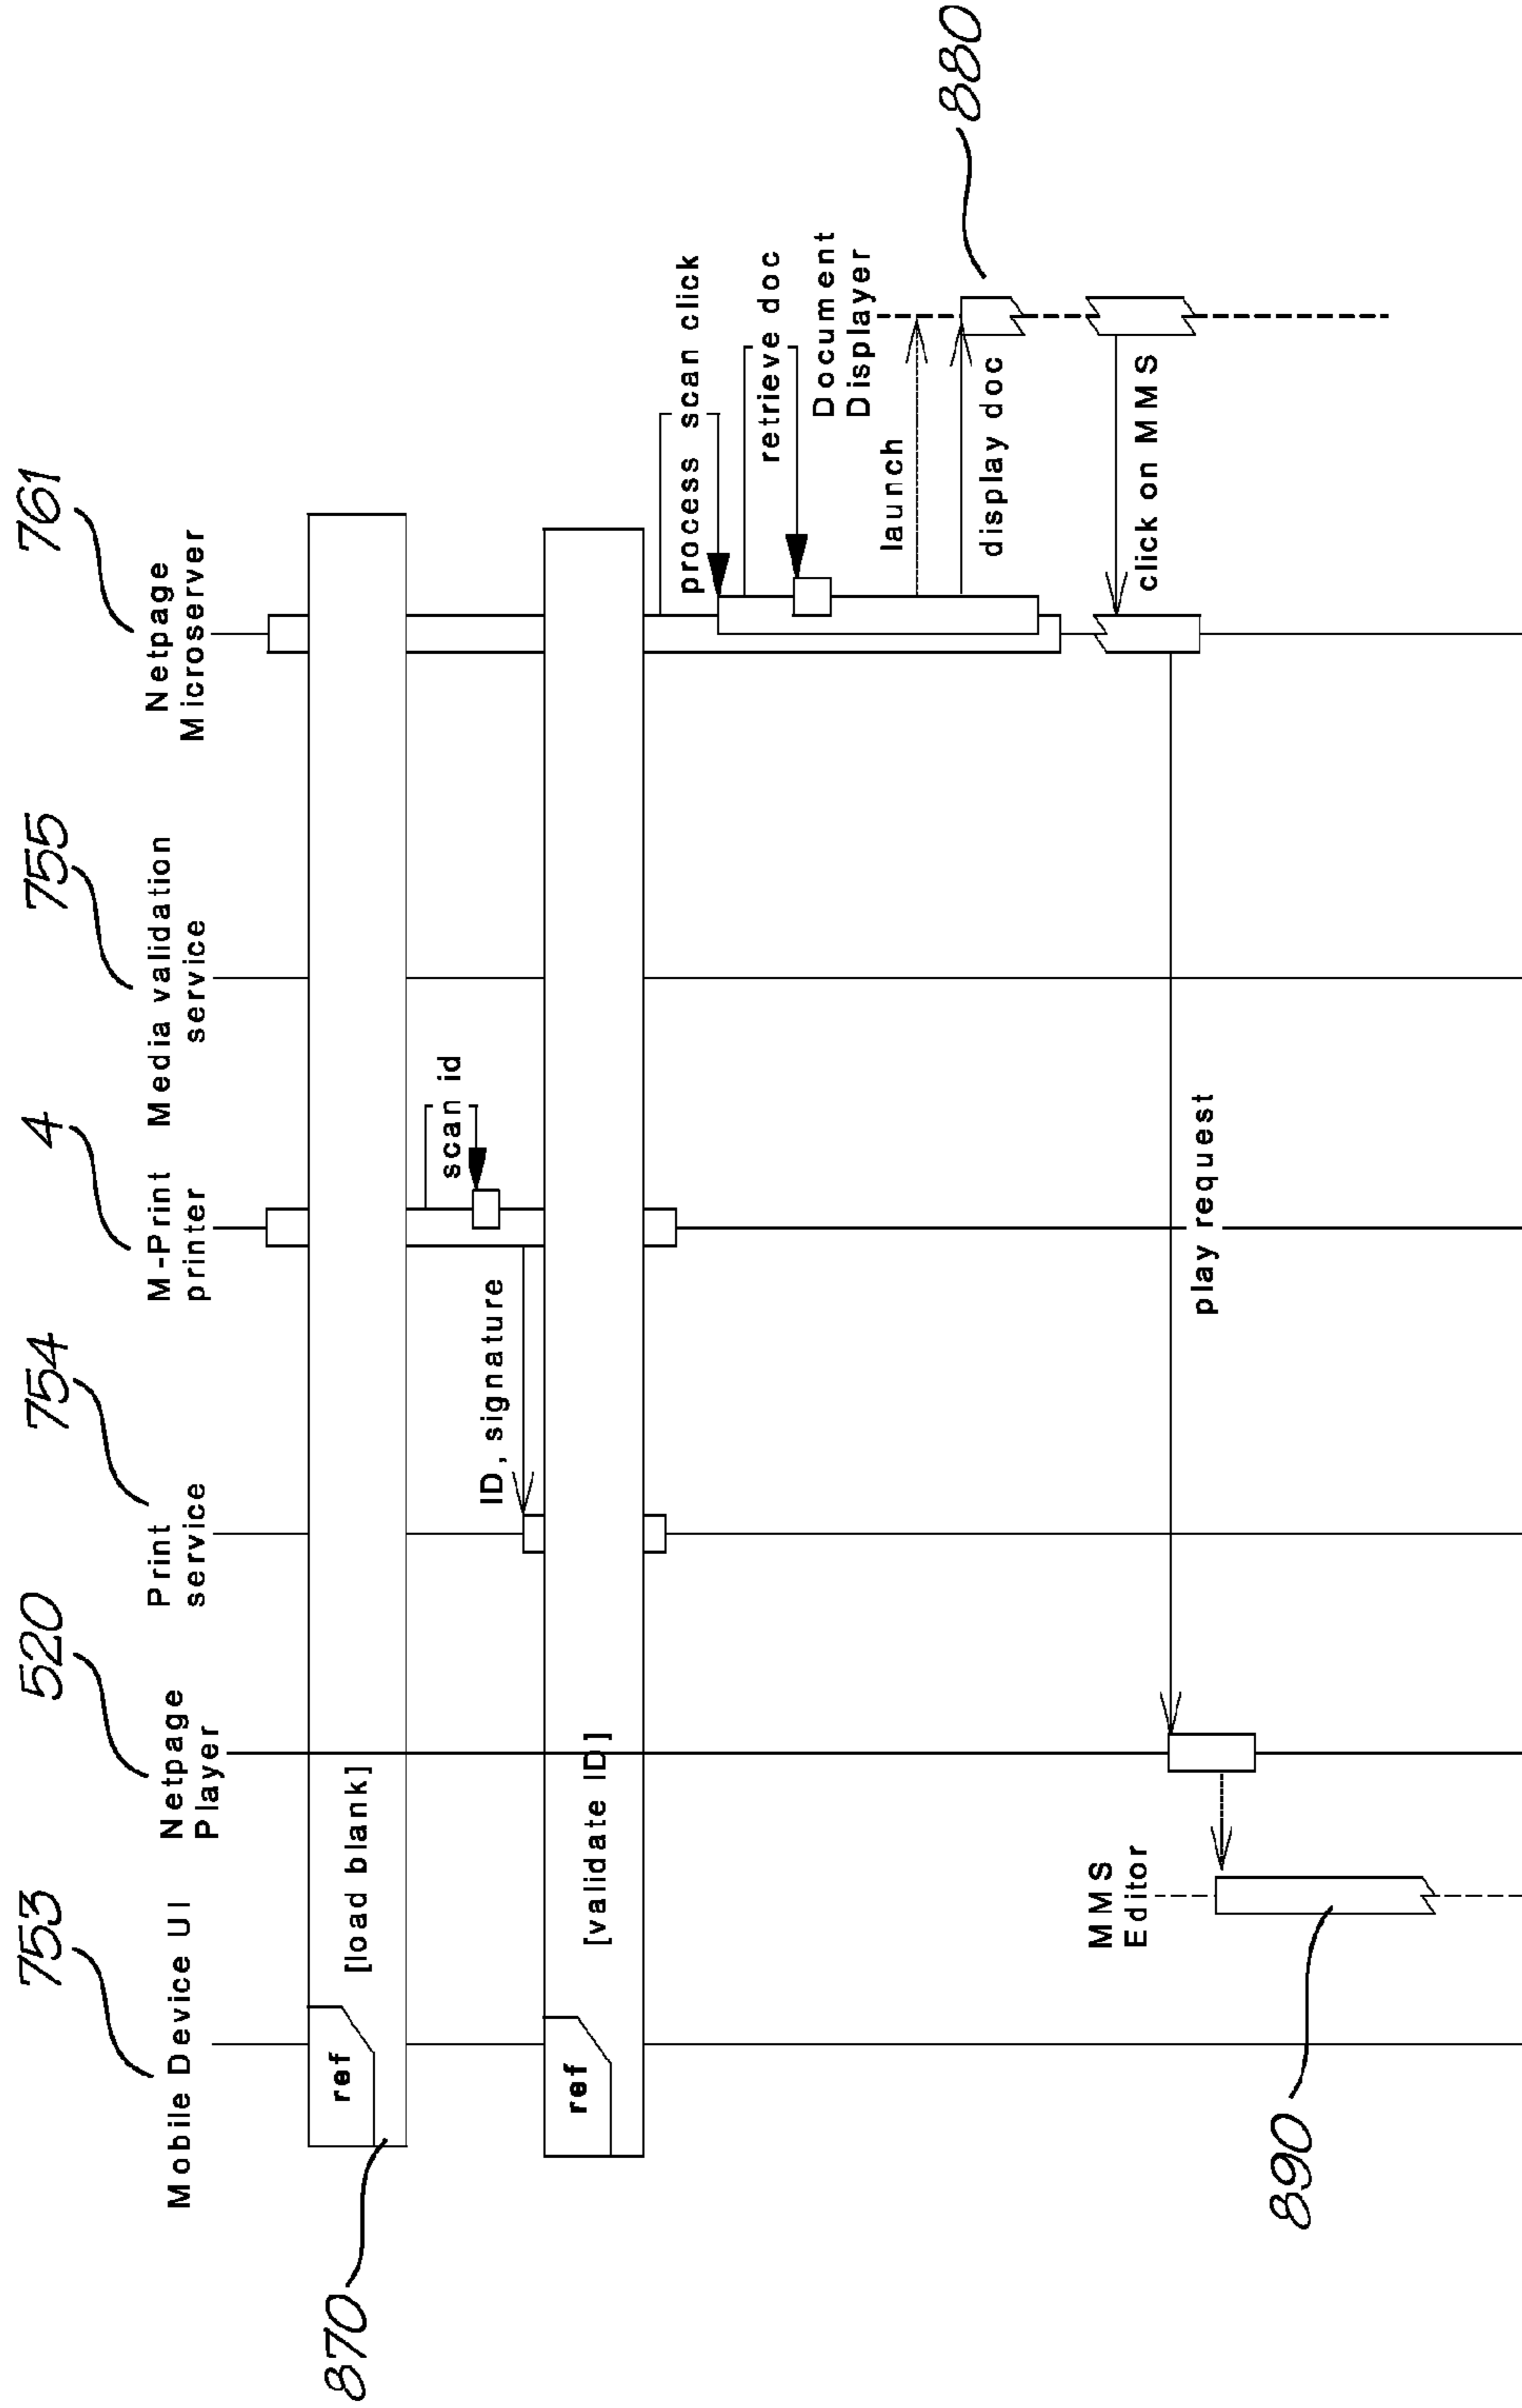 753
520
754
4
755
761
Mobile Device UI
Netpage
Player
Print
service
M-Print
printer
Media validation
service
Netpage
Microserver
870
ref
[load blank]
scan id
ID, signature
ref
[validate ID]
process scan click
retrieve doc
Document
Displayer
launch
display doc
880
MMS
Editor
click on MMS
play request
890